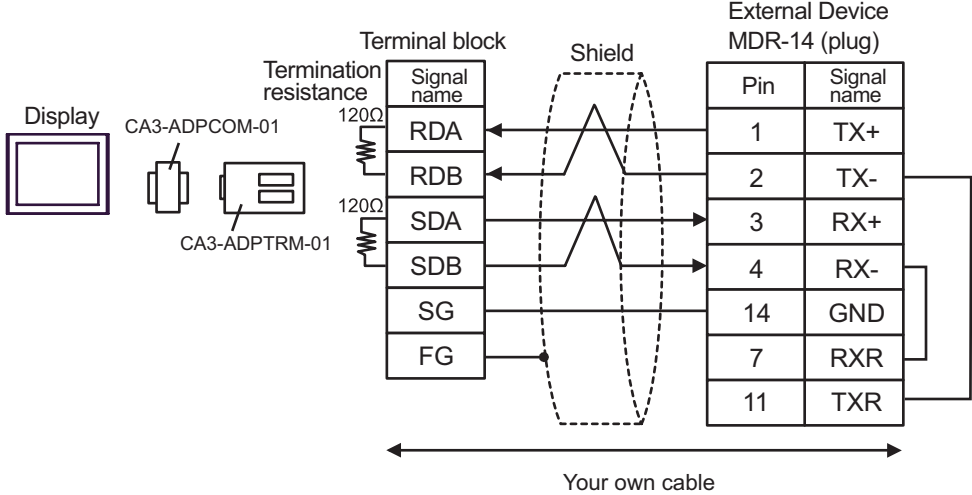 External Device
MDR-14 (plug)
Terminal block
Shield
Termination
resistance
Display
CA3-ADPCOM-01
CA3-ADPTRM-01
120Ω
120Ω
Signal
name
RDA
RDB
SDA
SDB
SG
FG
Pin Signal
name
1 TX+
2 TX-
3 RX+
4 RX-
14 GND
7 RXR
11 TXR
Your own cable